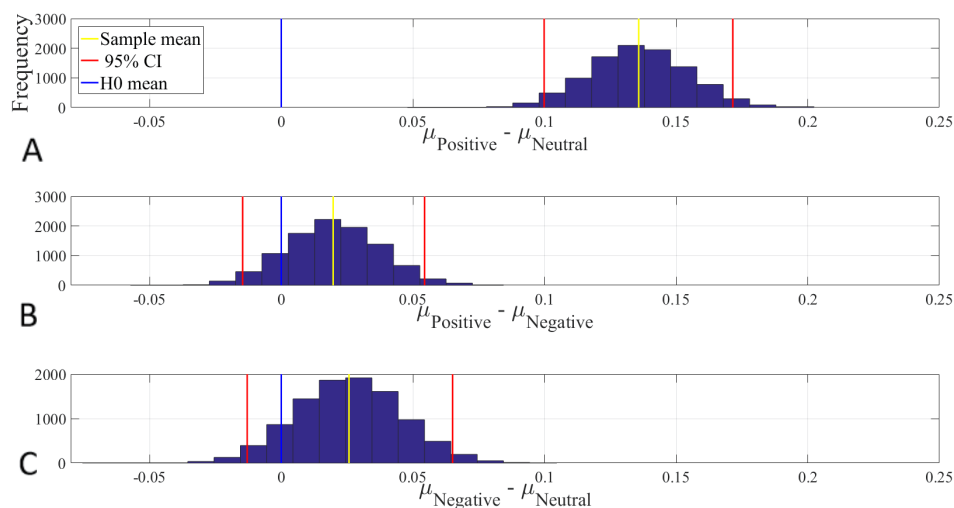 3000
2000
1000
0
Frequency
Sample mean
95% CI
H0 mean
-0.05 0 0.05 0.1 0.15 0.2 0.25
μPositive - μNeutral
A
3000
2000
1000
0
-0.05 0 0.05 0.1 0.15 0.2 0.25
μPositive - μNegative
B
2000
1000
0
-0.05 0 0.05 0.1 0.15 0.2 0.25
μNegative - μNeutral
C